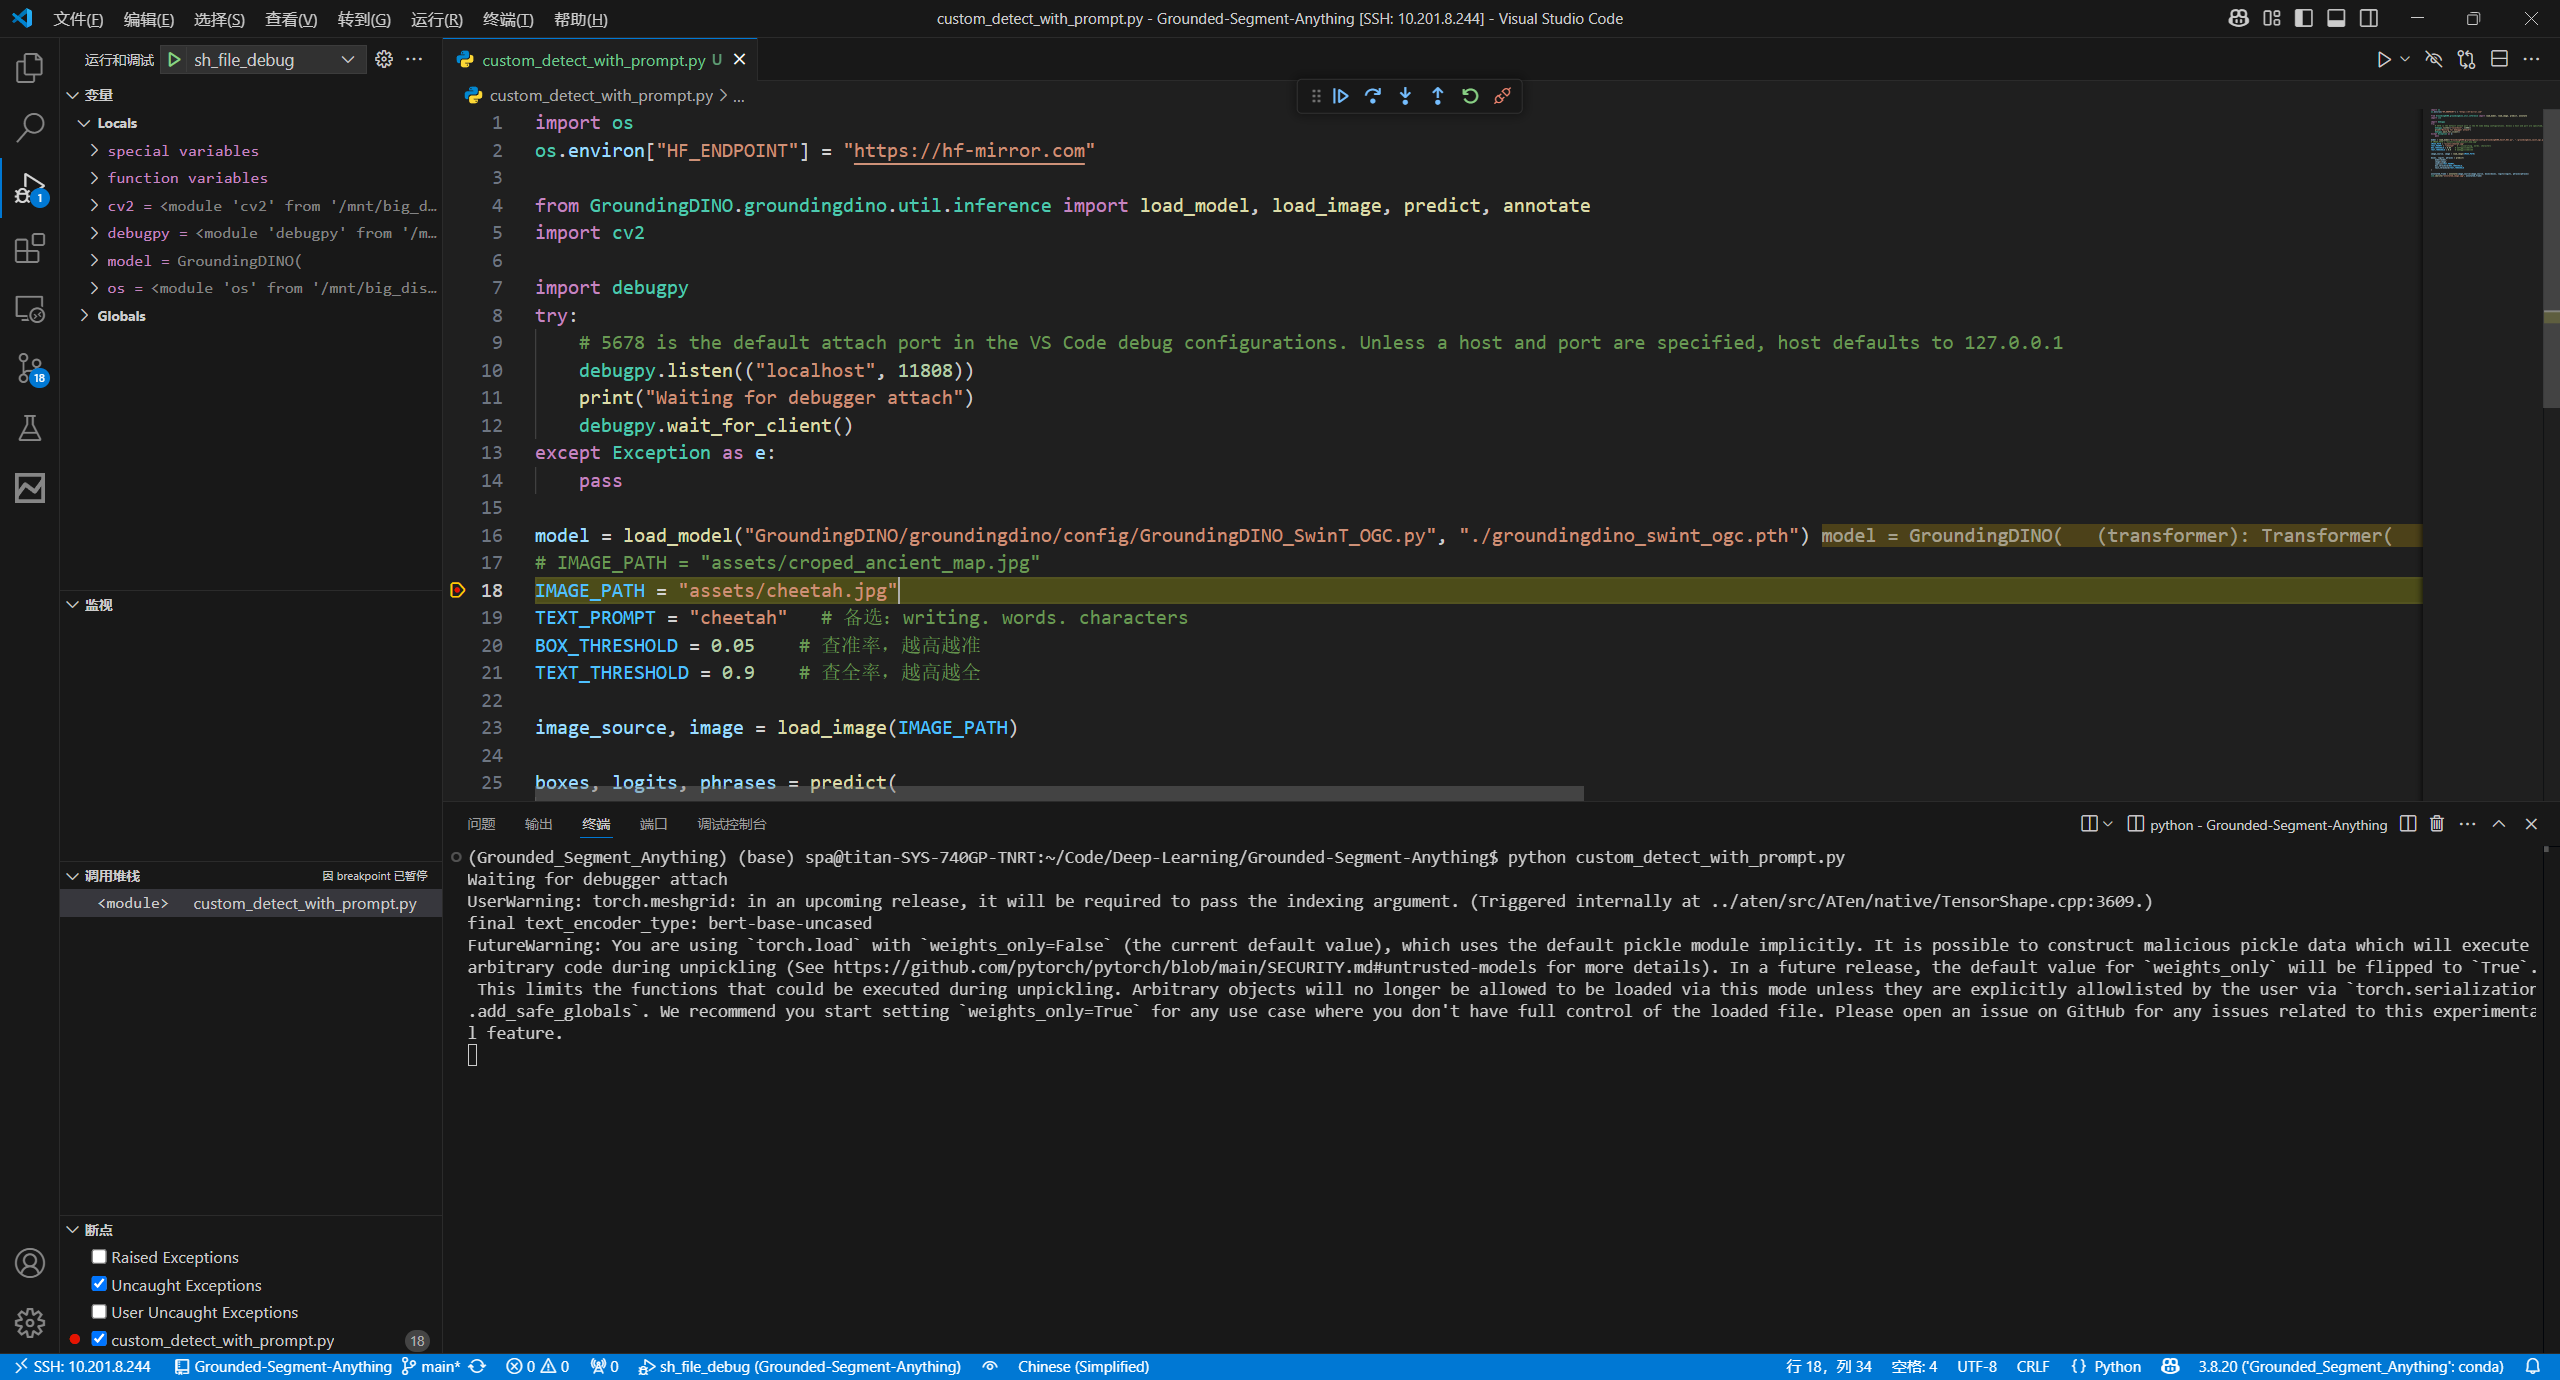 文件(F) 编辑(E) 选择(S) 查看(V) 转到(G) 运行(R) 终端(T) 帮助(H)
custom_detect_with_prompt.py - Grounded-Segment-Anything [SSH: 10.201.8.244] - Visual Studio Code
运行和调试 sh_file_debug
变量
Locals
special variables
function variables
cv2 = <module 'cv2' from '/mnt/big_d…
debugpy = <module 'debugpy' from '/m…
model = GroundingDINO(
os = <module 'os' from '/mnt/big_dis…
Globals
监视
调用堆栈 因 breakpoint 已暂停
<module> custom_detect_with_prompt.py
断点
Raised Exceptions
Uncaught Exceptions
User Uncaught Exceptions
custom_detect_with_prompt.py 18
1
18
custom_detect_with_prompt.py U
custom_detect_with_prompt.py > ...
1 import os
2 os.environ["HF_ENDPOINT"] = "https://hf-mirror.com"
3
4 from GroundingDINO.groundingdino.util.inference import load_model, load_image, predict, annotate
5 import cv2
6
7 import debugpy
8 try:
9 # 5678 is the default attach port in the VS Code debug configurations. Unless a host and port are specified, host defaults to 127.0.0.1
10 debugpy.listen(("localhost", 11808))
11 print("Waiting for debugger attach")
12 debugpy.wait_for_client()
13 except Exception as e:
14 pass
15
16 model = load_model("GroundingDINO/groundingdino/config/GroundingDINO_SwinT_OGC.py", "./groundingdino_swint_ogc.pth") model = GroundingDINO( (transformer): Transformer(
17 # IMAGE_PATH = "assets/croped_ancient_map.jpg"
18 IMAGE_PATH = "assets/cheetah.jpg"
19 TEXT_PROMPT = "cheetah" # 备选: writing. words. characters
20 BOX_THRESHOLD = 0.05 # 查准率，越高越准
21 TEXT_THRESHOLD = 0.9 # 查全率，越高越全
22
23 image_source, image = load_image(IMAGE_PATH)
24
25 boxes, logits, phrases = predict(
问题 输出 终端 端口 调试控制台
python - Grounded-Segment-Anything
(Grounded_Segment_Anything) (base) spa@titan-SYS-740GP-TNRT:~/Code/Deep-Learning/Grounded-Segment-Anything$ python custom_detect_with_prompt.py
Waiting for debugger attach
UserWarning: torch.meshgrid: in an upcoming release, it will be required to pass the indexing argument. (Triggered internally at ../aten/src/ATen/native/TensorShape.cpp:3609.)
final text_encoder_type: bert-base-uncased
FutureWarning: You are using `torch.load` with `weights_only=False` (the current default value), which uses the default pickle module implicitly. It is possible to construct malicious pickle data which will execute
arbitrary code during unpickling (See https://github.com/pytorch/pytorch/blob/main/SECURITY.md#untrusted-models for more details). In a future release, the default value for `weights_only` will be flipped to `True`.
This limits the functions that could be executed during unpickling. Arbitrary objects will no longer be allowed to be loaded via this mode unless they are explicitly allowlisted by the user via `torch.serialization
.add_safe_globals`. We recommend you start setting `weights_only=True` for any use case where you don't have full control of the loaded file. Please open an issue on GitHub for any issues related to this experimenta
l feature.
SSH: 10.201.8.244 Grounded-Segment-Anything main* 0 0 0 sh_file_debug (Grounded-Segment-Anything) Chinese (Simplified) 行 18，列 34 空格: 4 UTF-8 CRLF {} Python 3.8.20 ('Grounded_Segment_Anything': conda)